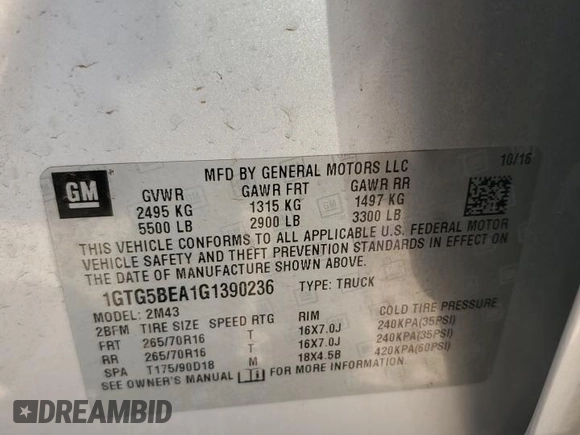 MFD BY GENERAL MOTORS LLC 10/16
GM GVWR GAWR FRT GAWR RR
2495 KG 1315 KG 1497 KG
5500 LB 2900 LB 3300 LB
THIS VEHICLE CONFORMS TO ALL APPLICABLE U.S. FEDERAL MOTOR
VEHICLE SAFETY AND THEFT PREVENTION STANDARDS IN EFFECT ON
THE DATE OF MANUFACTURE SHOWN ABOVE.
1GTG5BEA1G1390236 TYPE: TRUCK
MODEL: 2M43
2BFM TIRE SIZE SPEED RTG RIM COLD TIRE PRESSURE
FRT 265/70R16 T 16X7.0J 240KPA(35PSI)
RR 265/70R16 T 16X7.0J 240KPA(35PSI)
SPA T175/90D18 M 18X4.5B 420KPA(60PSI)
SEE OWNER'S MANUAL FOR MORE INFORMATION.
DREAMBID